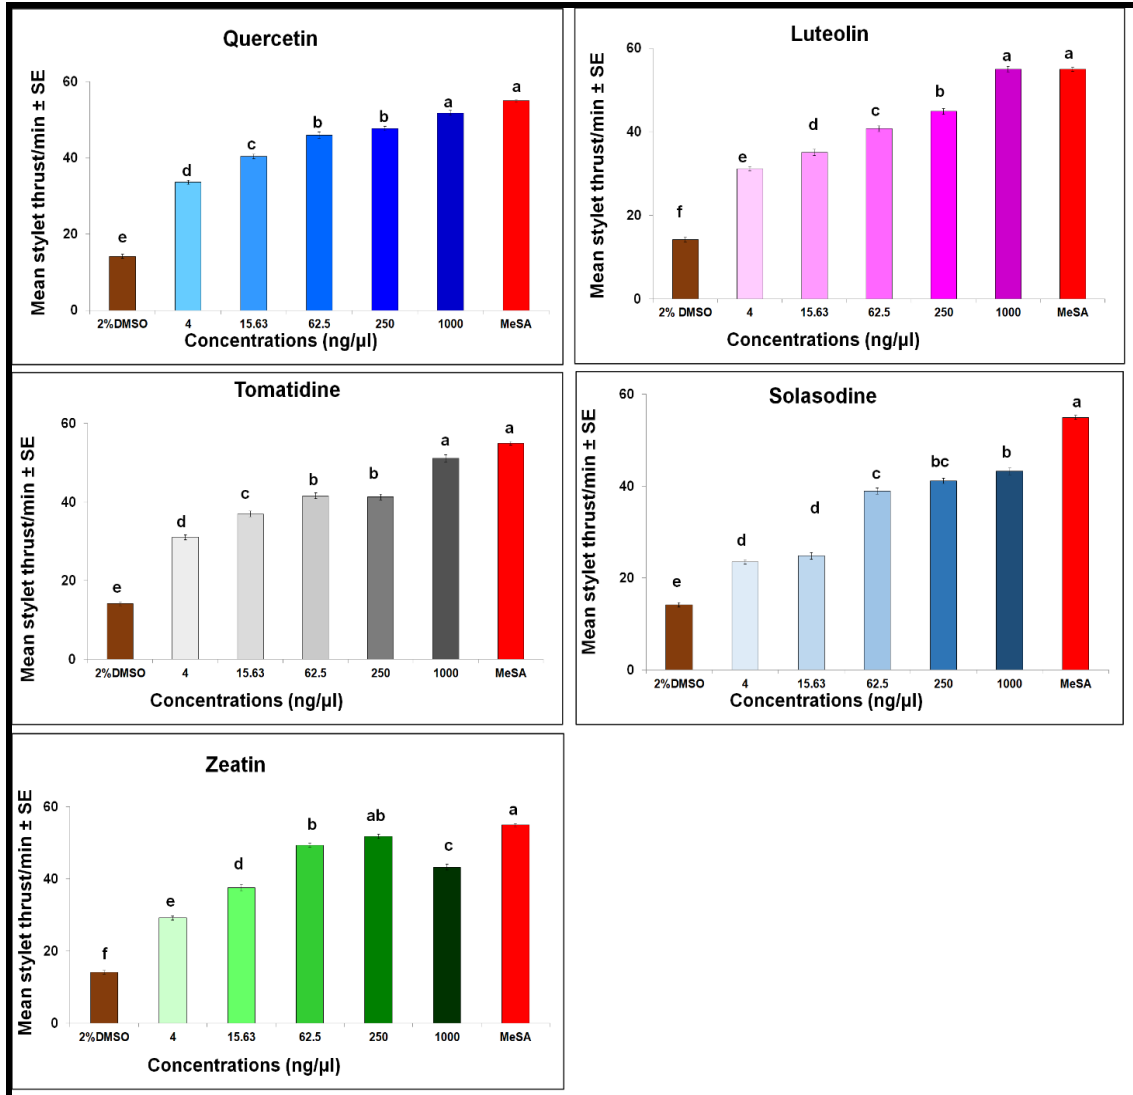 Quercetin
Mean stylet thrust/min ± SE
60
40
20
0
e
d
c
b
b
a
a
2%DMSO 4 15.63 62.5 250 1000 MeSA
Concentrations (ng/µl)
Luteolin
Mean stylet thrust/min ± SE
60
40
20
0
f
e
d
c
b
a
a
2% DMSO 4 15.63 62.5 250 1000 MeSA
Concentrations (ng/µl)
Tomatidine
Mean stylet thrust/min ± SE
60
40
20
0
e
d
c
b
b
a
a
2%DMSO 4 15.63 62.5 250 1000 MeSA
Concentrations (ng/µl)
Solasodine
Mean stylet thrust/min ± SE
60
40
20
0
e
d
d
c
bc
b
a
2%DMSO 4 15.63 62.5 250 1000 MeSA
Concentrations (ng/µl)
Zeatin
Mean stylet thrust/min ± SE
60
40
20
0
f
e
d
b
ab
c
a
2%DMSO 4 15.63 62.5 250 1000 MeSA
Concentrations (ng/µl)